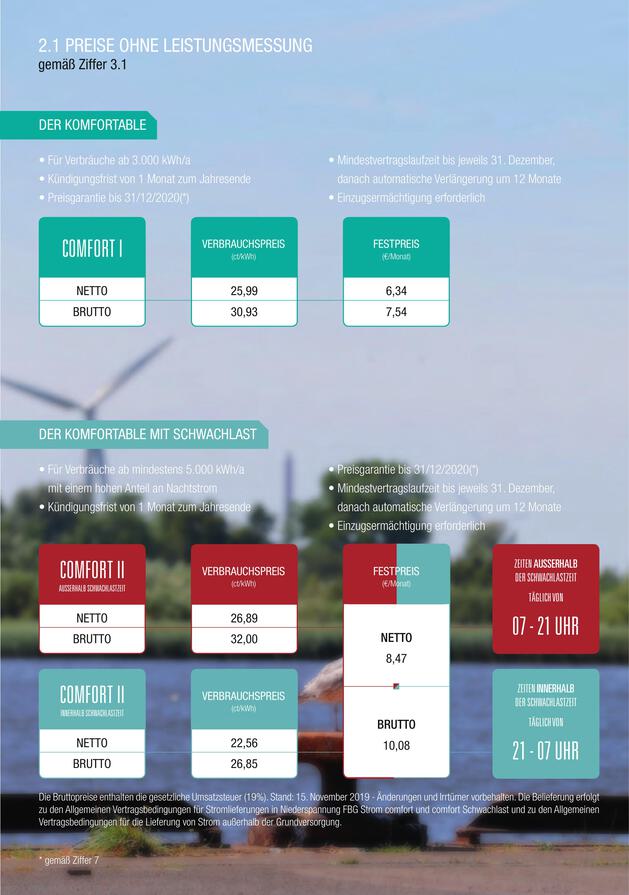 2.1 PREISE OHNE LEISTUNGSMESSUNG
gemäß Ziffer 3.1
DER KOMFORTABLE
• Für Verbräuche ab 3.000 kWh/a
• Kündigungsfrist von 1 Monat zum Jahresende
• Preisgarantie bis 31/12/2020(*)
• Mindestvertragslaufzeit bis jeweils 31. Dezember,
danach automatische Verlängerung um 12 Monate
• Einzugsermächtigung erforderlich
COMFORT I
VERBRAUCHSPREIS
(ct/kWh)
FESTPREIS
(€/Monat)
NETTO 25,99 6,34
BRUTTO 30,93 7,54
DER KOMFORTABLE MIT SCHWACHLAST
• Für Verbräuche ab mindestens 5.000 kWh/a
mit einem hohen Anteil an Nachtstrom
• Kündigungsfrist von 1 Monat zum Jahresende
• Preisgarantie bis 31/12/2020(*)
• Mindestvertragslaufzeit bis jeweils 31. Dezember,
danach automatische Verlängerung um 12 Monate
• Einzugsermächtigung erforderlich
COMFORT II
AUSSERHALB SCHWACHLASTZEIT
VERBRAUCHSPREIS
(ct/kWh)
NETTO 26,89
BRUTTO 32,00
FESTPREIS
(€/Monat)
NETTO
8,47
BRUTTO
10,08
ZEITEN AUSSERHALB
DER SCHWACHLASTZEIT
TÄGLICH VON
07 - 21 UHR
COMFORT II
INNERHALB SCHWACHLASTZEIT
VERBRAUCHSPREIS
(ct/kWh)
NETTO 22,56
BRUTTO 26,85
ZEITEN INNERHALB
DER SCHWACHLASTZEIT
TÄGLICH VON
21 - 07 UHR
Die Bruttopreise enthalten die gesetzliche Umsatzsteuer (19%). Stand: 15. November 2019 - Änderungen und Irrtümer vorbehalten. Die Belieferung erfolgt
zu den Allgemeinen Vertragsbedingungen für Stromlieferungen in Niederspannung FBG Strom comfort und comfort Schwachlast und zu den Allgemeinen
Vertragsbedingungen für die Lieferung von Strom außerhalb der Grundversorgung.
* gemäß Ziffer 7